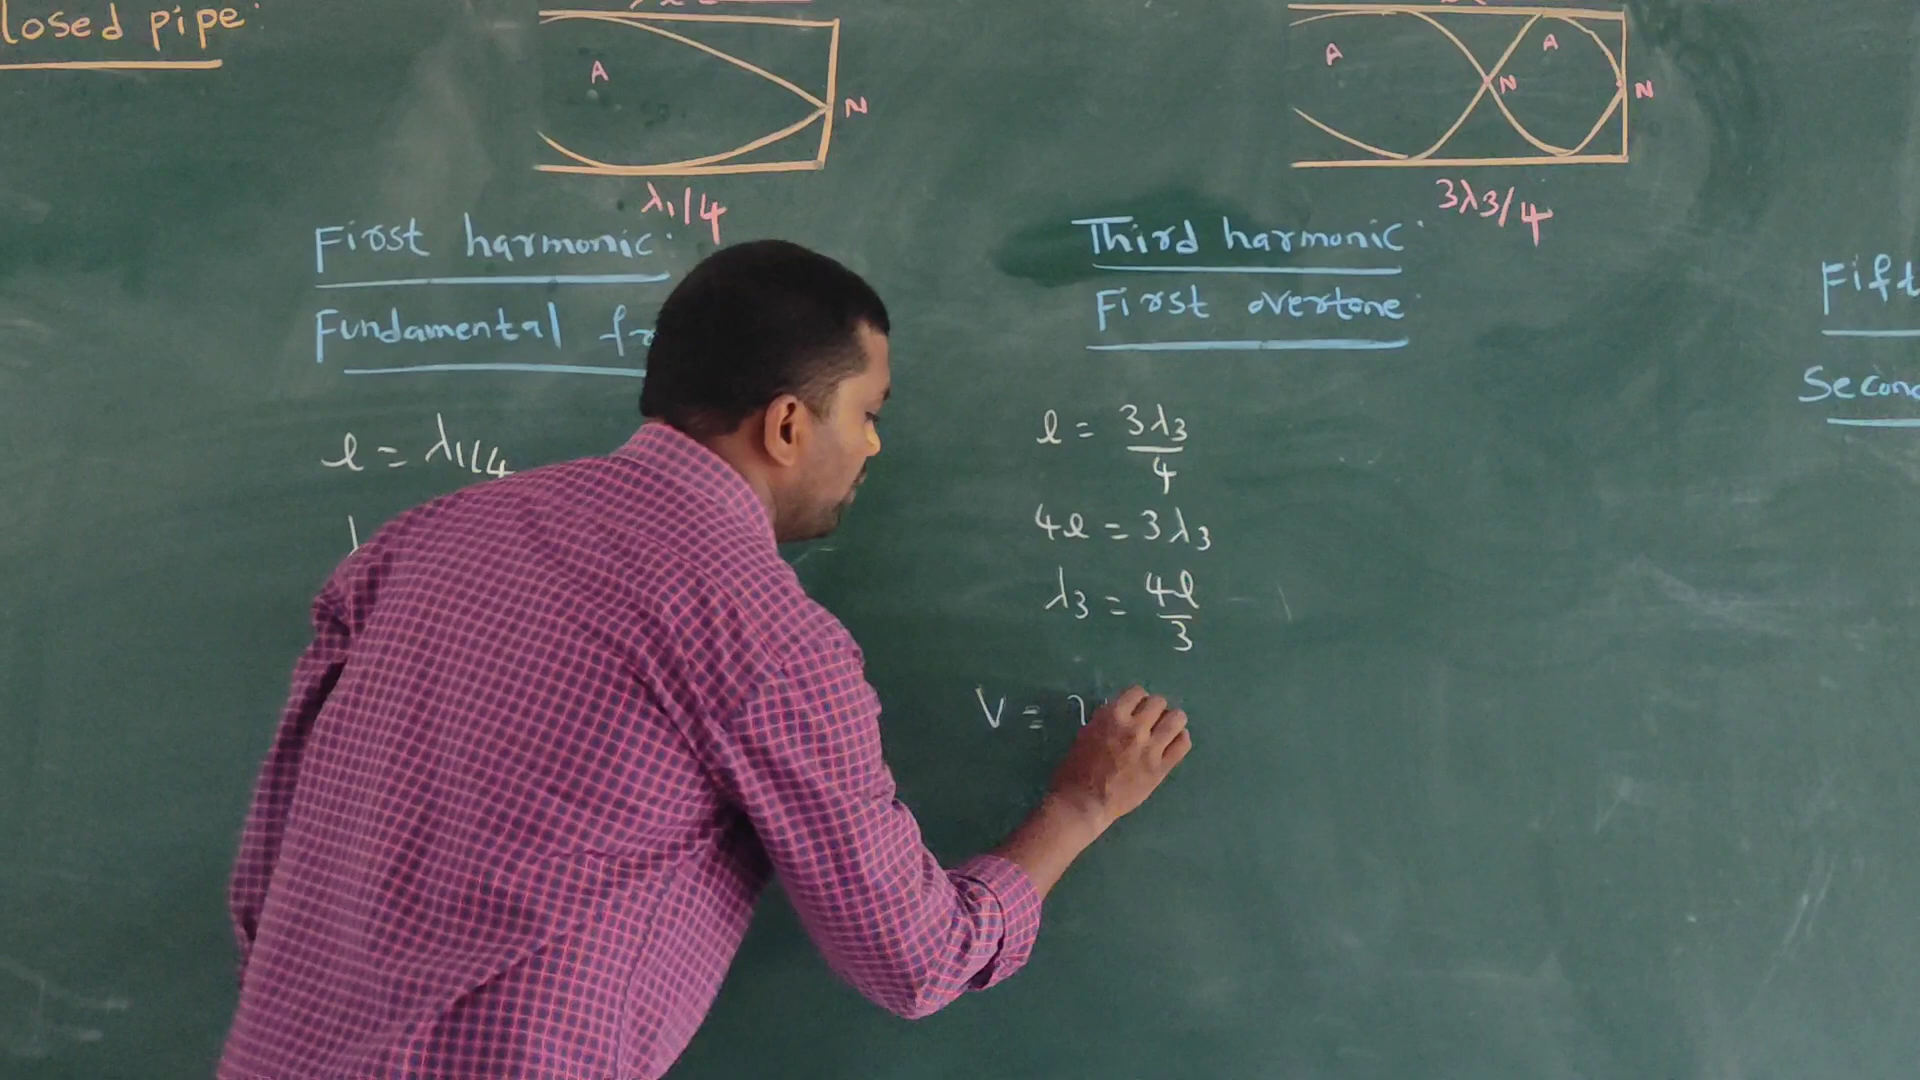 losed pipe:
A
N
λ1/4
First harmonic:
Fundamental
l = λ1/4
A
A
N
N
3λ3/4
Third harmonic:
First overtone:
l = 3λ3/4
4l = 3λ3
λ3 = 4l/3
V =
Fift
Secon